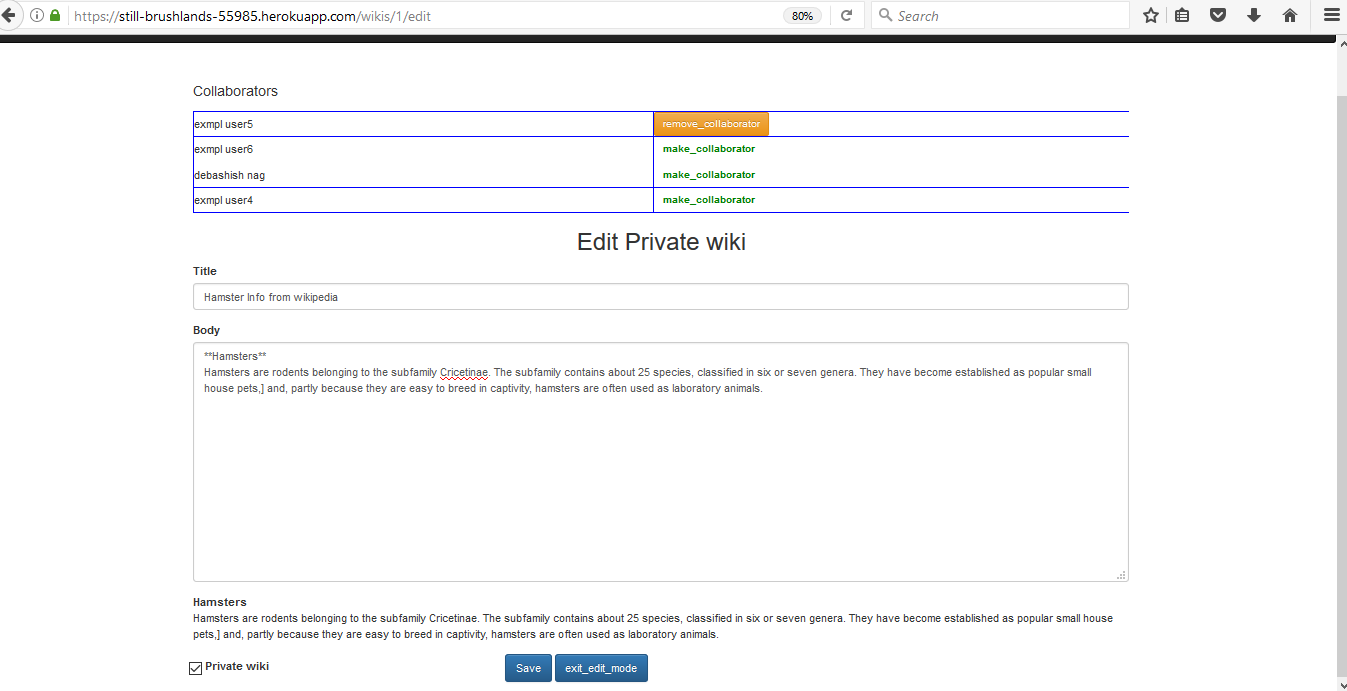 https://still-brushlands-55985.herokuapp.com/wikis/1/edit 80% Search
Collaborators
exmpl user5 remove_collaborator
exmpl user6 make_collaborator
debashish nag make_collaborator
exmpl user4 make_collaborator
Edit Private wiki
Title
Hamster Info from wikipedia
Body
**Hamsters**
Hamsters are rodents belonging to the subfamily Cricetinae. The subfamily contains about 25 species, classified in six or seven genera. They have become established as popular small
house pets,] and, partly because they are easy to breed in captivity, hamsters are often used as laboratory animals.
Hamsters
Hamsters are rodents belonging to the subfamily Cricetinae. The subfamily contains about 25 species, classified in six or seven genera. They have become established as popular small house
pets,] and, partly because they are easy to breed in captivity, hamsters are often used as laboratory animals.
Private wiki Save exit_edit_mode